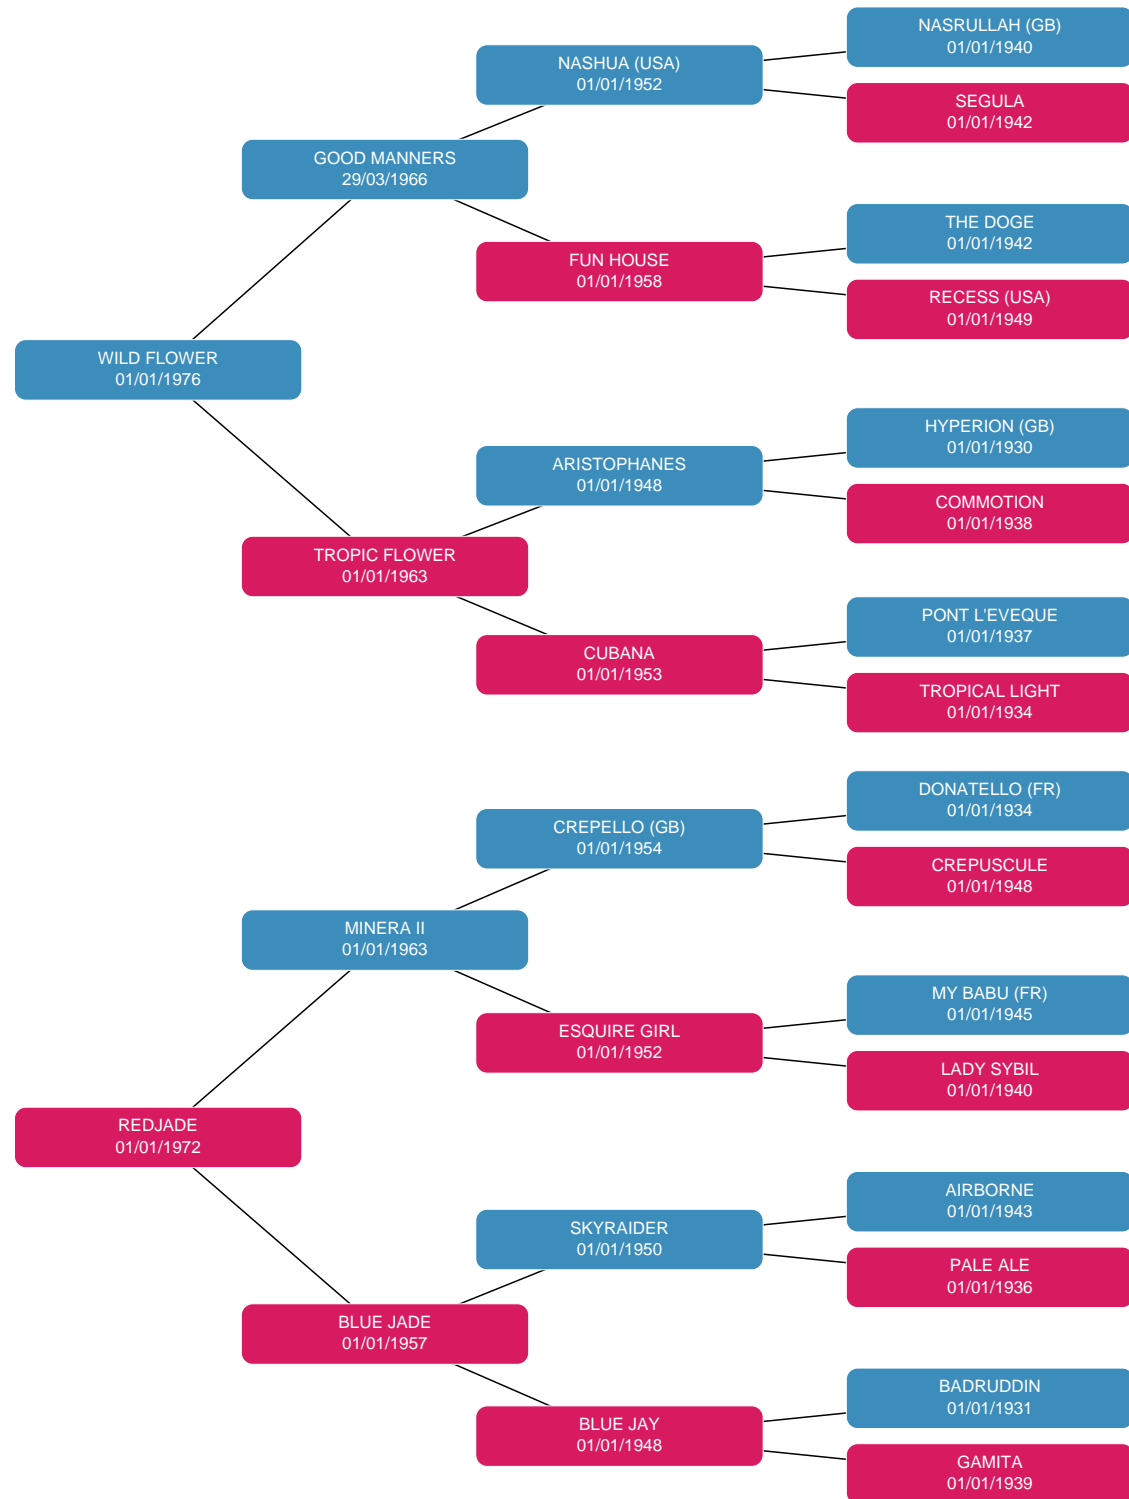 NASRULLAH (GB)
01/01/1940
NASHUA (USA)
01/01/1952
SEGULA
01/01/1942
GOOD MANNERS
29/03/1966
THE DOGE
01/01/1942
FUN HOUSE
01/01/1958
RECESS (USA)
01/01/1949
WILD FLOWER
01/01/1976
HYPERION (GB)
01/01/1930
ARISTOPHANES
01/01/1948
COMMOTION
01/01/1938
TROPIC FLOWER
01/01/1963
PONT L'EVEQUE
01/01/1937
CUBANA
01/01/1953
TROPICAL LIGHT
01/01/1934
DONATELLO (FR)
01/01/1934
CREPELLO (GB)
01/01/1954
CREPUSCULE
01/01/1948
MINERA II
01/01/1963
MY BABU (FR)
01/01/1945
ESQUIRE GIRL
01/01/1952
LADY SYBIL
01/01/1940
REDJADE
01/01/1972
AIRBORNE
01/01/1943
SKYRAIDER
01/01/1950
PALE ALE
01/01/1936
BLUE JADE
01/01/1957
BADRUDDIN
01/01/1931
BLUE JAY
01/01/1948
GAMITA
01/01/1939